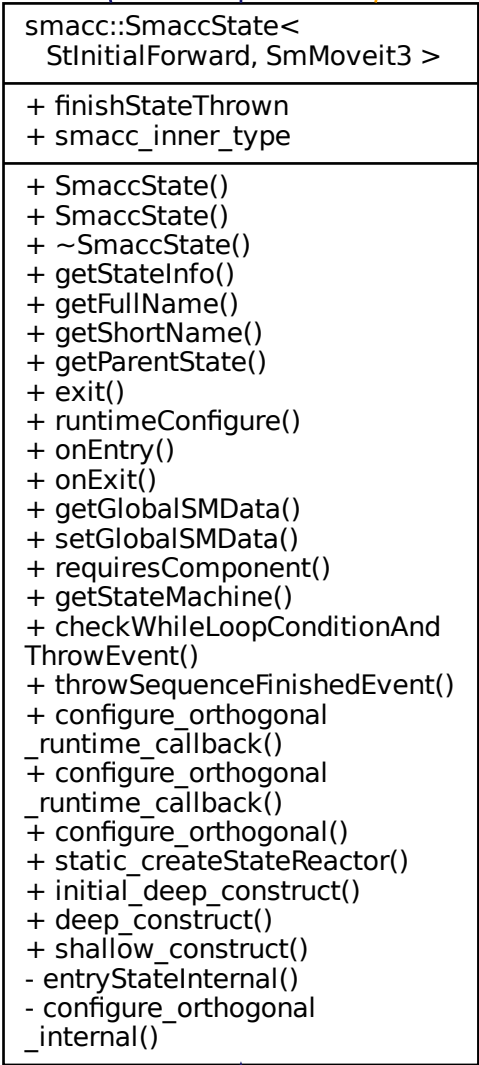 smacc::SmaccState<
StInitialForward, SmMoveit3 >
+ finishStateThrown
+ smacc_inner_type
+ SmaccState()
+ SmaccState()
+ ~SmaccState()
+ getStateInfo()
+ getFullName()
+ getShortName()
+ getParentState()
+ exit()
+ runtimeConfigure()
+ onEntry()
+ onExit()
+ getGlobalSMData()
+ setGlobalSMData()
+ requiresComponent()
+ getStateMachine()
+ checkWhileLoopConditionAnd
ThrowEvent()
+ throwSequenceFinishedEvent()
+ configure_orthogonal
_runtime_callback()
+ configure_orthogonal
_runtime_callback()
+ configure_orthogonal()
+ static_createStateReactor()
+ initial_deep_construct()
+ deep_construct()
+ shallow_construct()
- entryStateInternal()
- configure_orthogonal
_internal()